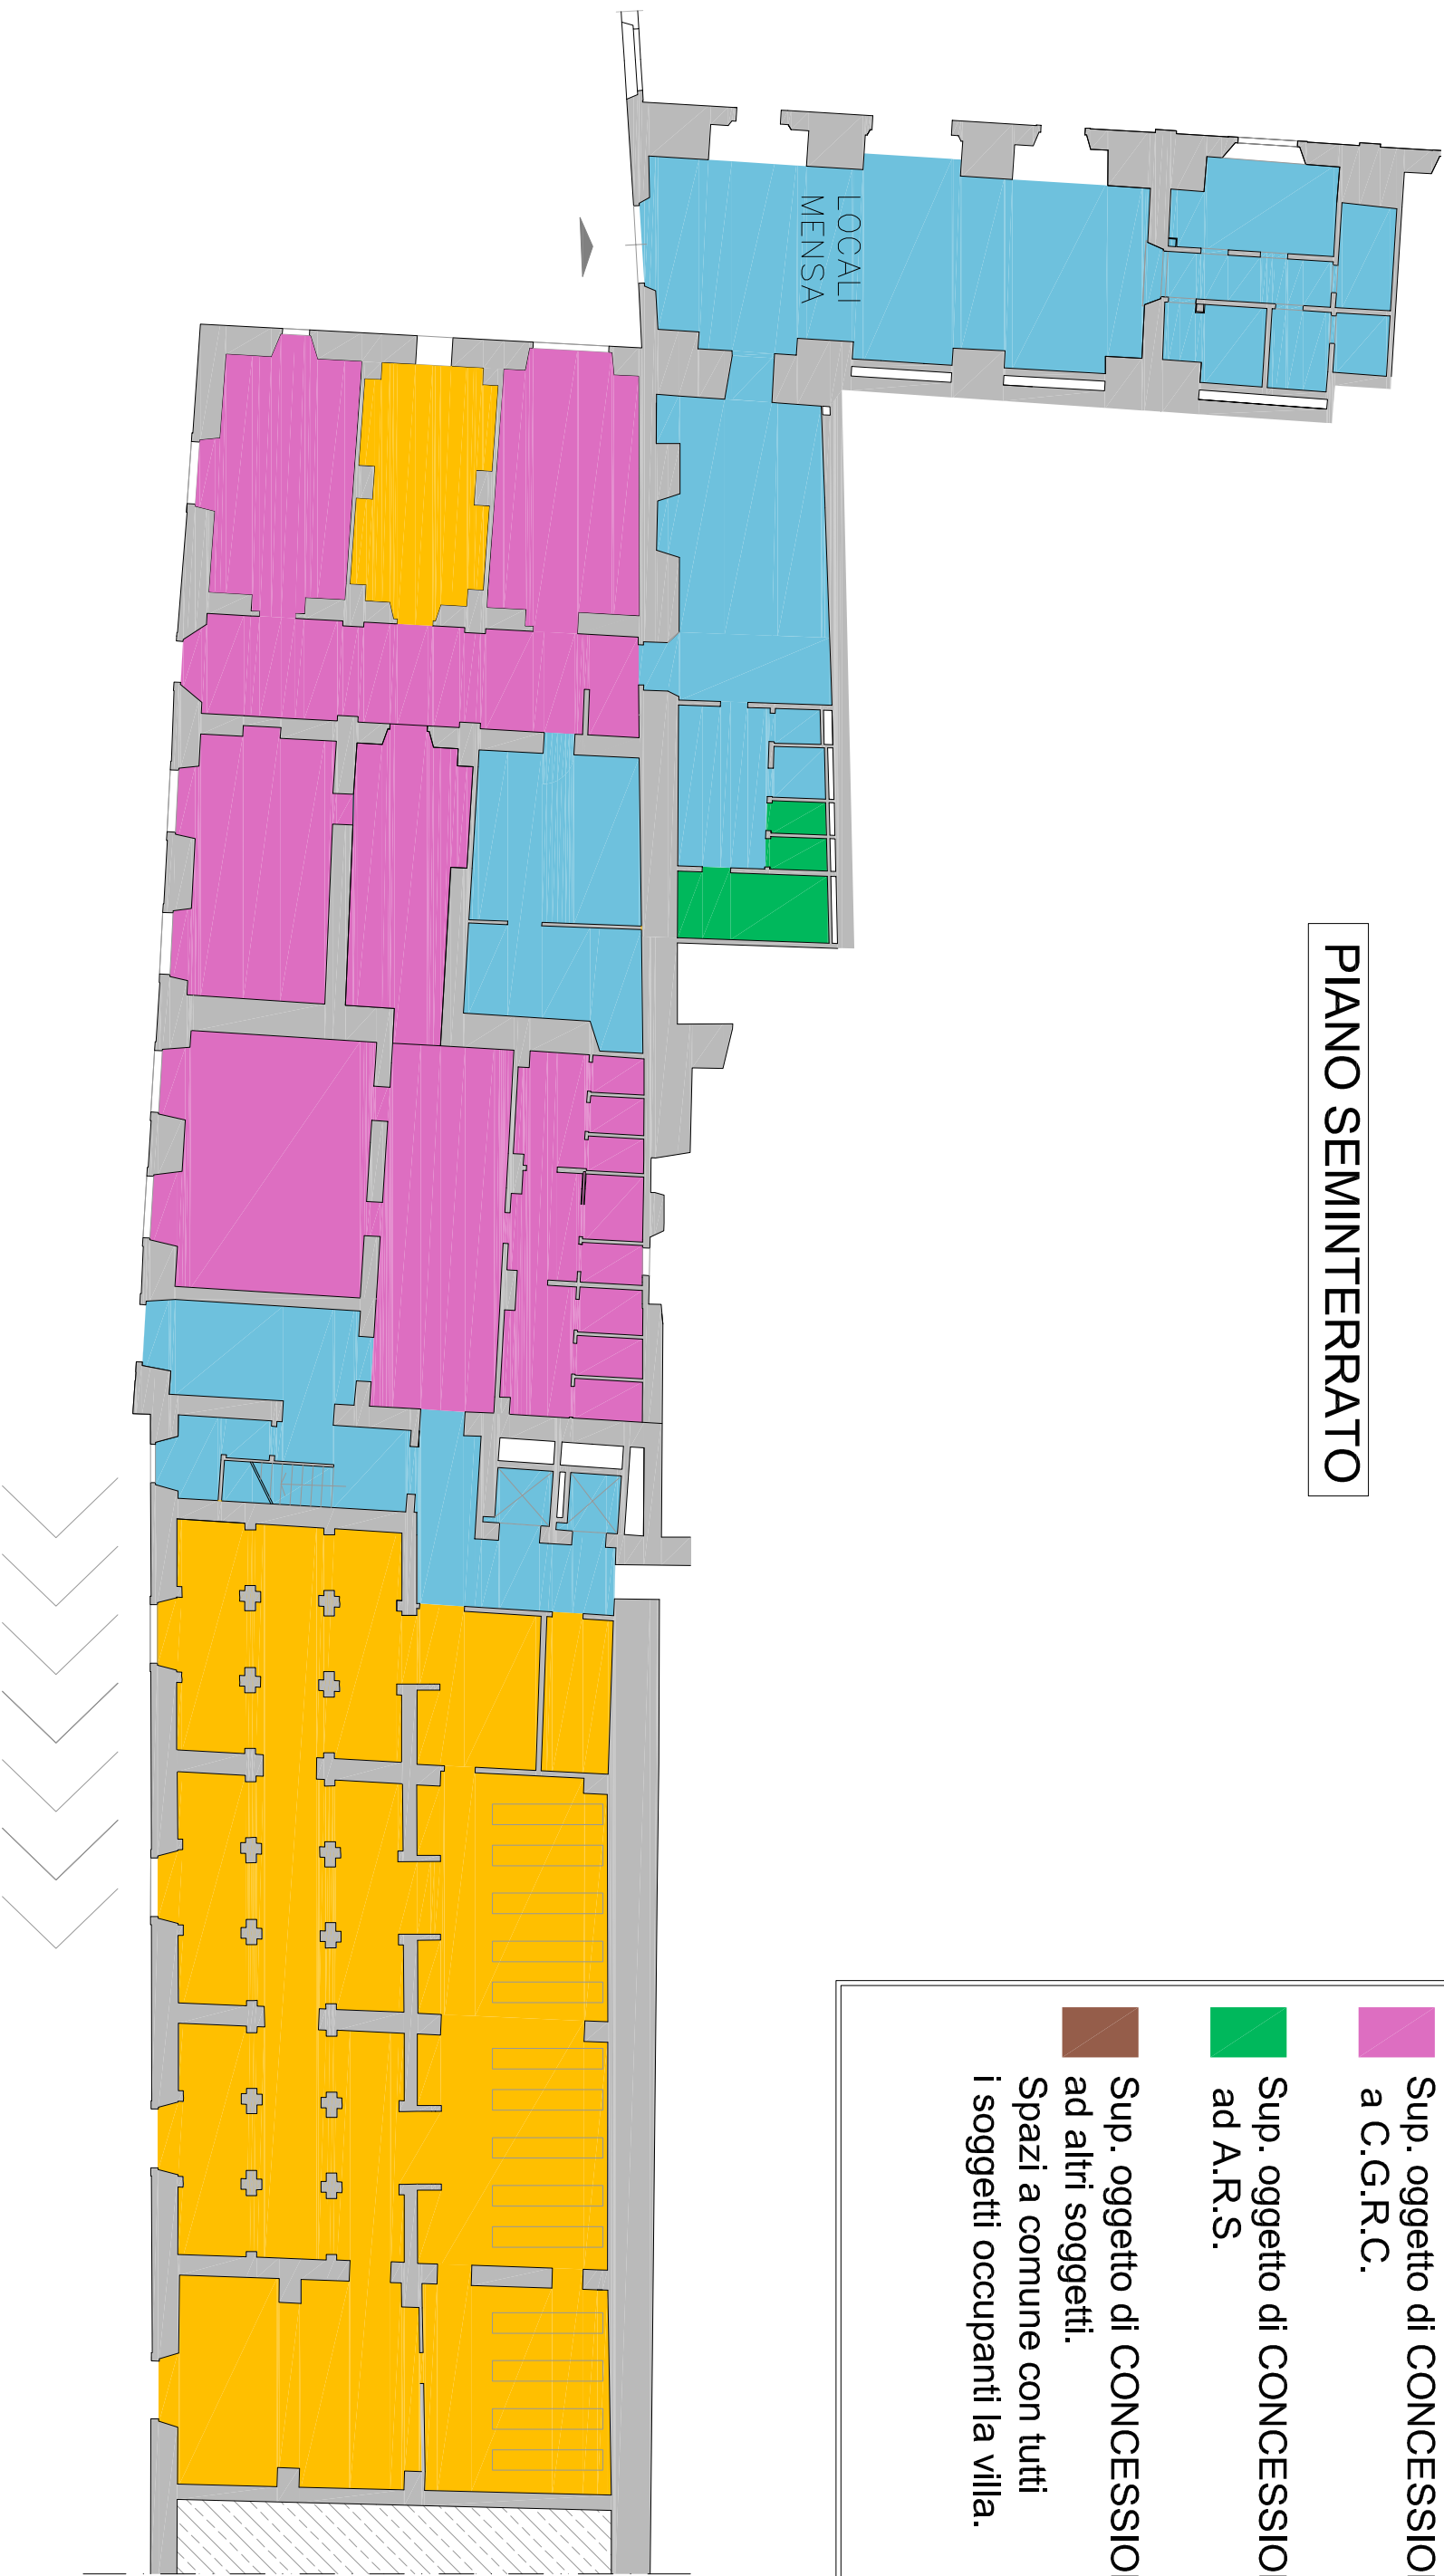 LOCALI
MENSA
PIANO SEMINTERRATO
Sup. oggetto di CONCESSIO
a C.G.R.C.
Sup. oggetto di CONCESSIO
ad A.R.S.
Sup. oggetto di CONCESSIO
ad altri soggetti.
Spazi a comune con tutti
i soggetti occupanti la villa.